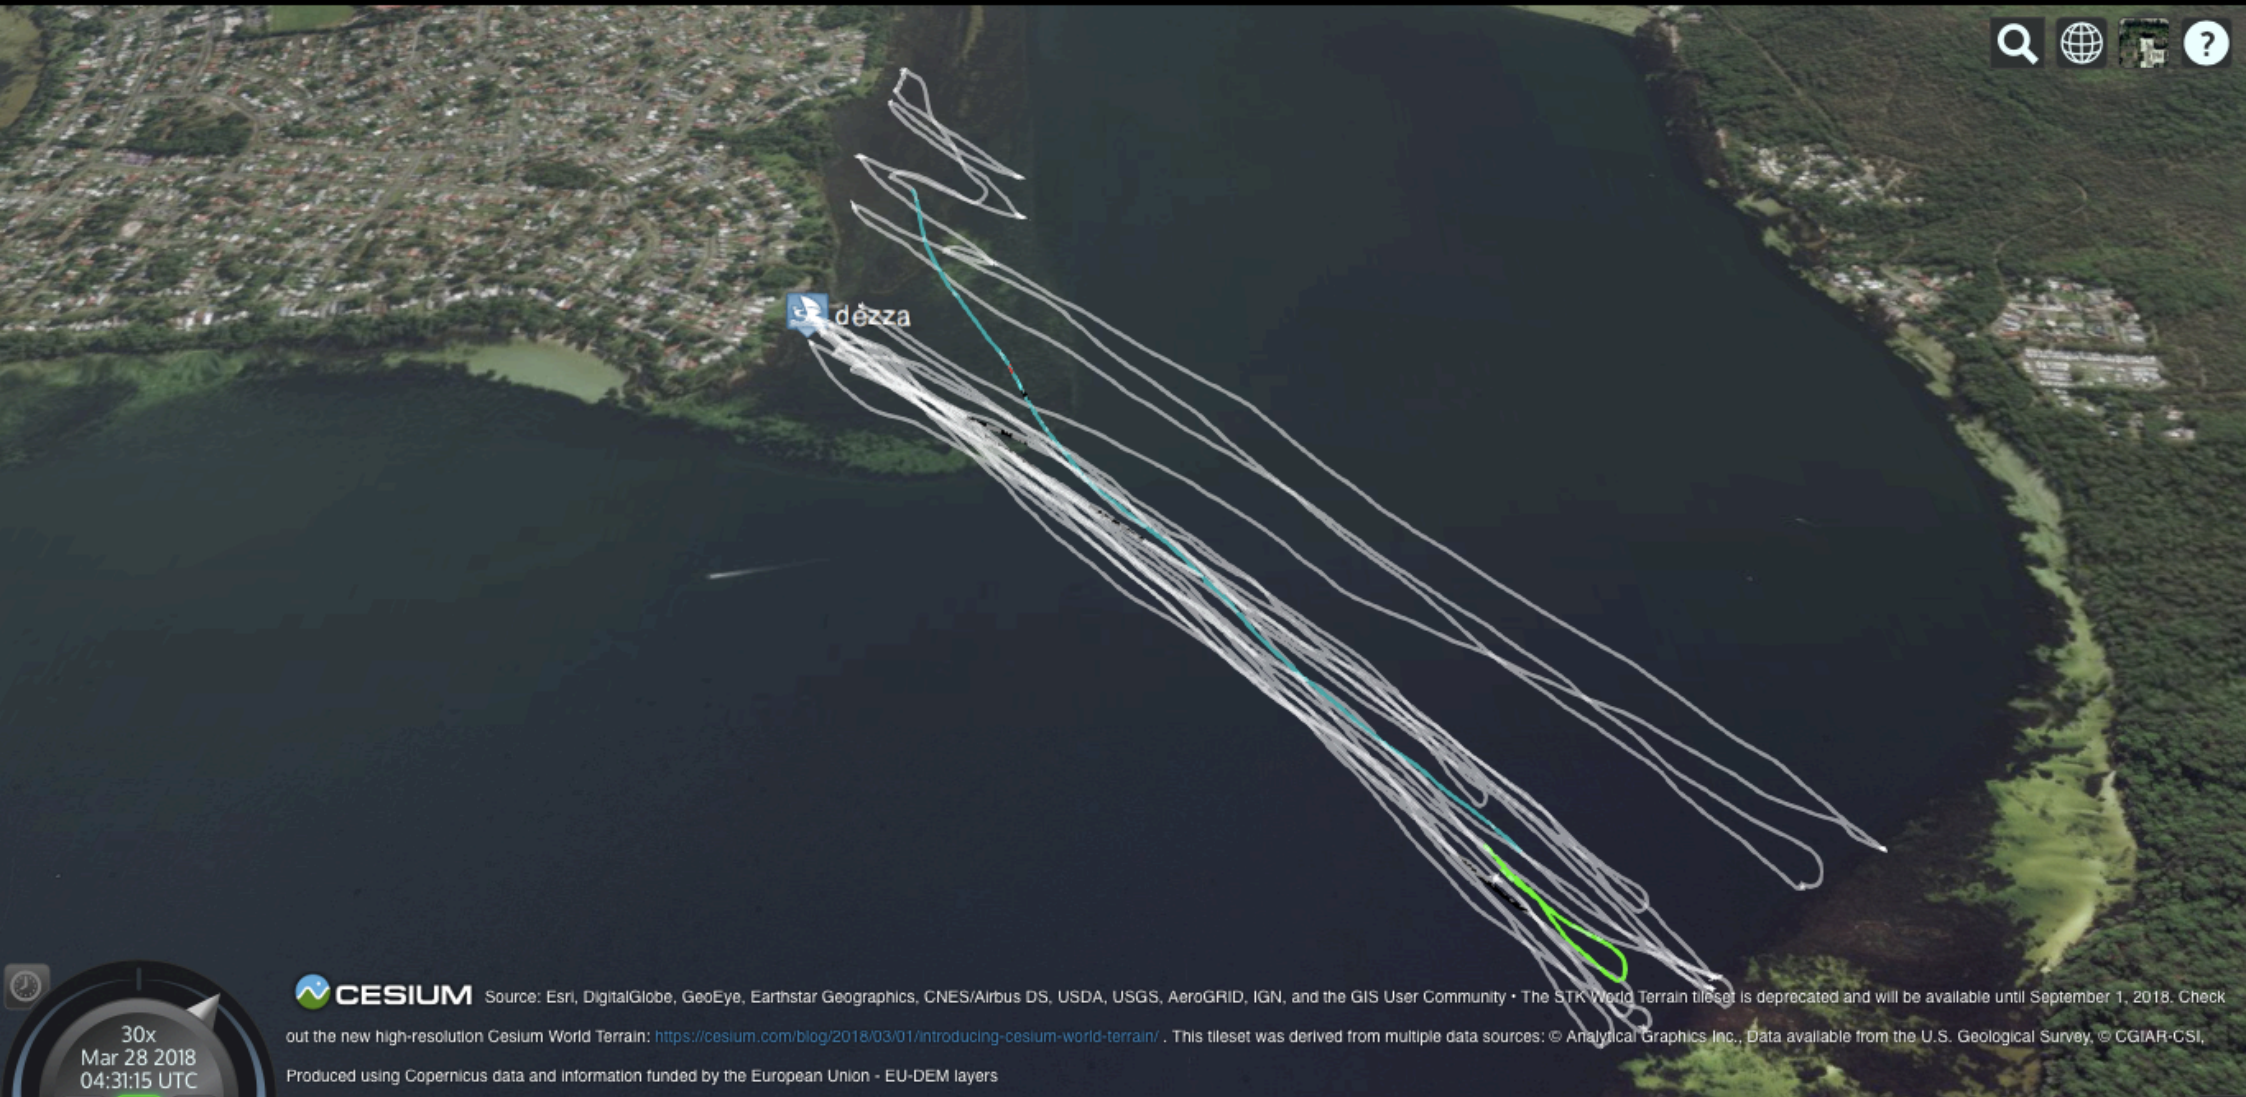 ?
dezza
CESIUM Source: Esri, DigitalGlobe, GeoEye, Earthstar Geographics, CNES/Airbus DS, USDA, USGS, AeroGRID, IGN, and the GIS User Community • The STK World Terrain tileset is deprecated and will be available until September 1, 2018. Check
out the new high-resolution Cesium World Terrain: https://cesium.com/blog/2018/03/01/introducing-cesium-world-terrain/ . This tileset was derived from multiple data sources: © Analytical Graphics Inc., Data available from the U.S. Geological Survey, © CGIAR-CSI,
Produced using Copernicus data and information funded by the European Union - EU-DEM layers
30x
Mar 28 2018
04:31:15 UTC